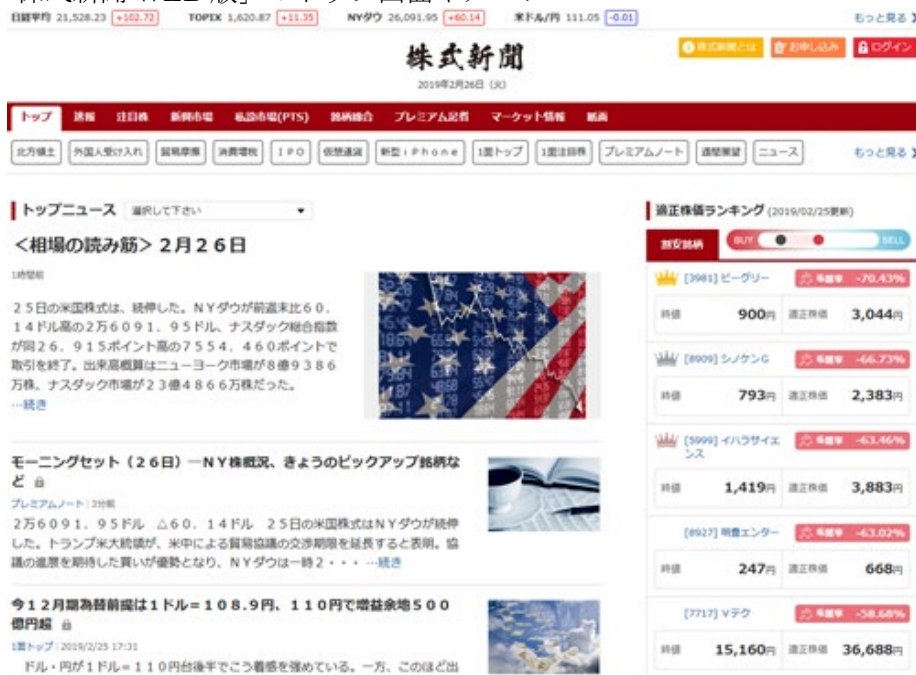 日経平均 21,528.23 +102.72 TOPIX 1,620.87 +11.35 NYダウ 26,091.95 +60.14 米ドル/円 111.05 -0.01 もっと見る
株式新聞
2019年2月26日（火）
株式新聞とは お申し込み ログイン
トップ 速報 注目株 新興市場 私設市場(PTS) 銘柄綜合 プレミアム記者 マーケット情報 紙面
北方領土 外国人受け入れ 貿易摩擦 消費増税 ＩＰＯ 仮想通貨 新型ｉＰｈｏｎｅ 1面トップ 1面注目株 プレミアムノート 週間展望 ニュース もっと見る
トップニュース 選択して下さい
＜相場の読み筋＞２月２６日
1時間前
２５日の米国株式は、続伸した。ＮＹダウが前週末比６０．
１４ドル高の２万６０９１．９５ドル、ナスダック総合指数
が同２６．９１５ポイント高の７５５４．４６０ポイントで
取引を終了。出来高概算はニューヨーク市場が８億９３８６
万株、ナスダック市場が２３億４８６６万株だった。
…続き
モーニングセット（２６日）―ＮＹ株概況、きょうのピックアップ銘柄な
ど
プレミアムノート 3分前
２万６０９１．９５ドル △６０．１４ドル ２５日の米国株式はＮＹダウが続伸
した。トランプ米大統領が、米中による貿易協議の交渉期限を延長すると表明。協
議の進展を期待した買いが優勢となり、ＮＹダウは一時２・・・ …続き
今１２月期為替前提は１ドル＝１０８．９円、１１０円で増益余地５００
億円超
1面トップ 2019/2/25 17:31
ドル・円が１ドル＝１１０円台後半でこう着感を強めている。一方、このほど出
適正株価ランキング (2019/02/25更新)
割安銘柄 BUY SELL
[3981] ビーグリー 乖離率 -70.43%
時価 900円 適正株価 3,044円
[8909] シノケンG 乖離率 -66.73%
時価 793円 適正株価 2,383円
[5999] イハラサイエ
ンス 乖離率 -63.46%
時価 1,419円 適正株価 3,883円
[8927] 明豊エンター 乖離率 -63.02%
時価 247円 適正株価 668円
[7717] Vテク 乖離率 -58.68%
時価 15,160円 適正株価 36,688円